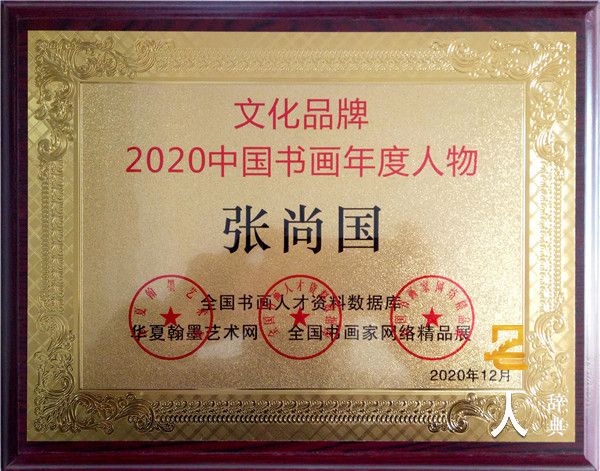 文化品牌
2020中国书画年度人物
张尚国
全国书画人才资料数据库
华夏翰墨艺术网 全国书画家网络精品展
2020年12月
人
辞典